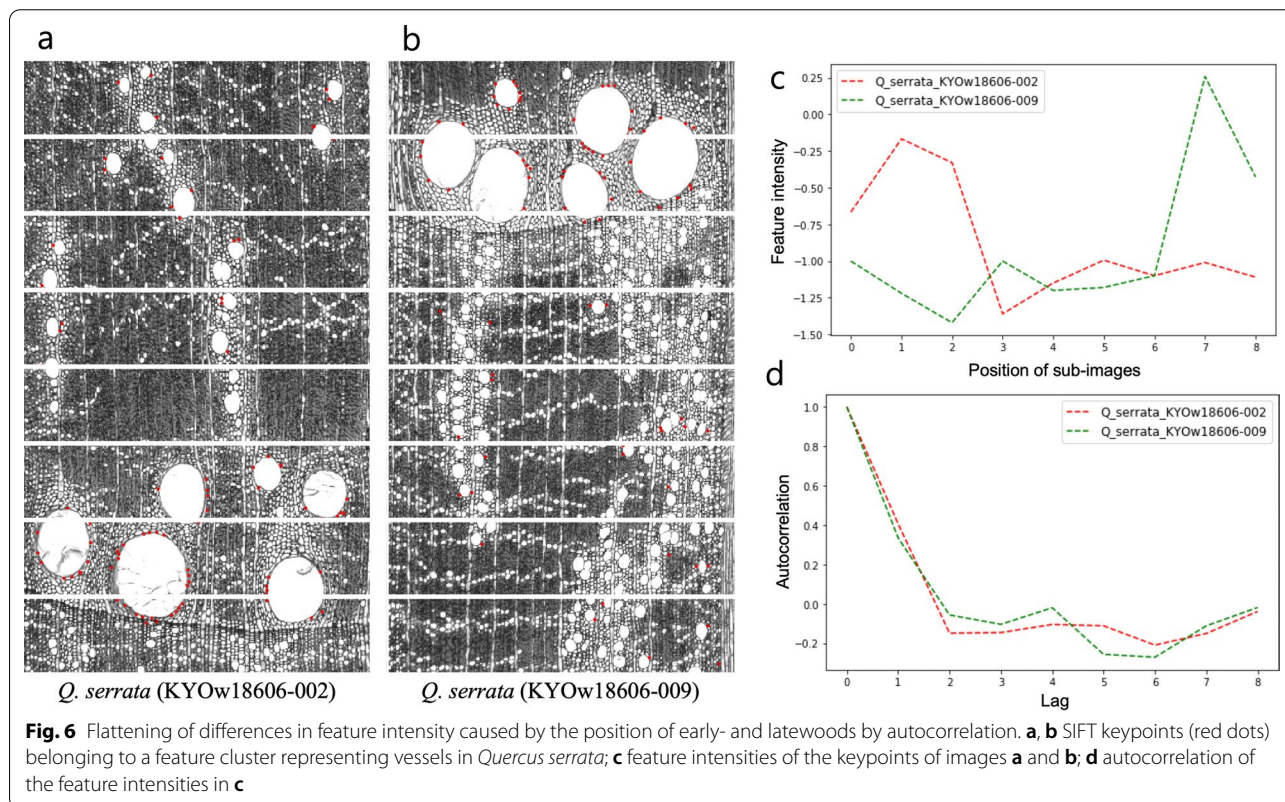 a
b
Q. serrata (KYOw18606-002)
Q. serrata (KYOw18606-009)
c
Q_serrata_KYOw18606-002
Q_serrata_KYOw18606-009
Feature intensity
0.25
0.00
−0.25
−0.50
−0.75
−1.00
−1.25
−1.50
0 1 2 3 4 5 6 7 8
Position of sub-images
d
Q_serrata_KYOw18606-002
Q_serrata_KYOw18606-009
Autocorrelation
1.0
0.8
0.6
0.4
0.2
0.0
−0.2
0 1 2 3 4 5 6 7 8
Lag
Fig. 6 Flattening of differences in feature intensity caused by the position of early- and latewoods by autocorrelation. a, b SIFT keypoints (red dots)
belonging to a feature cluster representing vessels in Quercus serrata; c feature intensities of the keypoints of images a and b; d autocorrelation of
the feature intensities in c